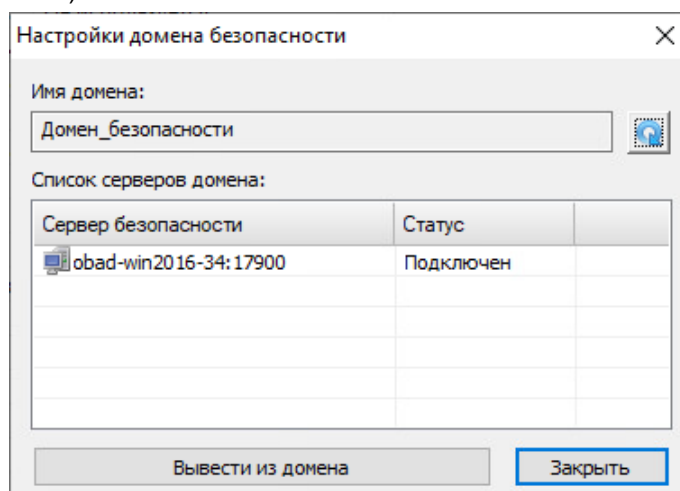 Настройки домена безопасности
Имя домена:
Домен_безопасности
Список серверов домена:
Сервер безопасности Статус
obad-win2016-34:17900 Подключен
Вывести из домена Закрыть